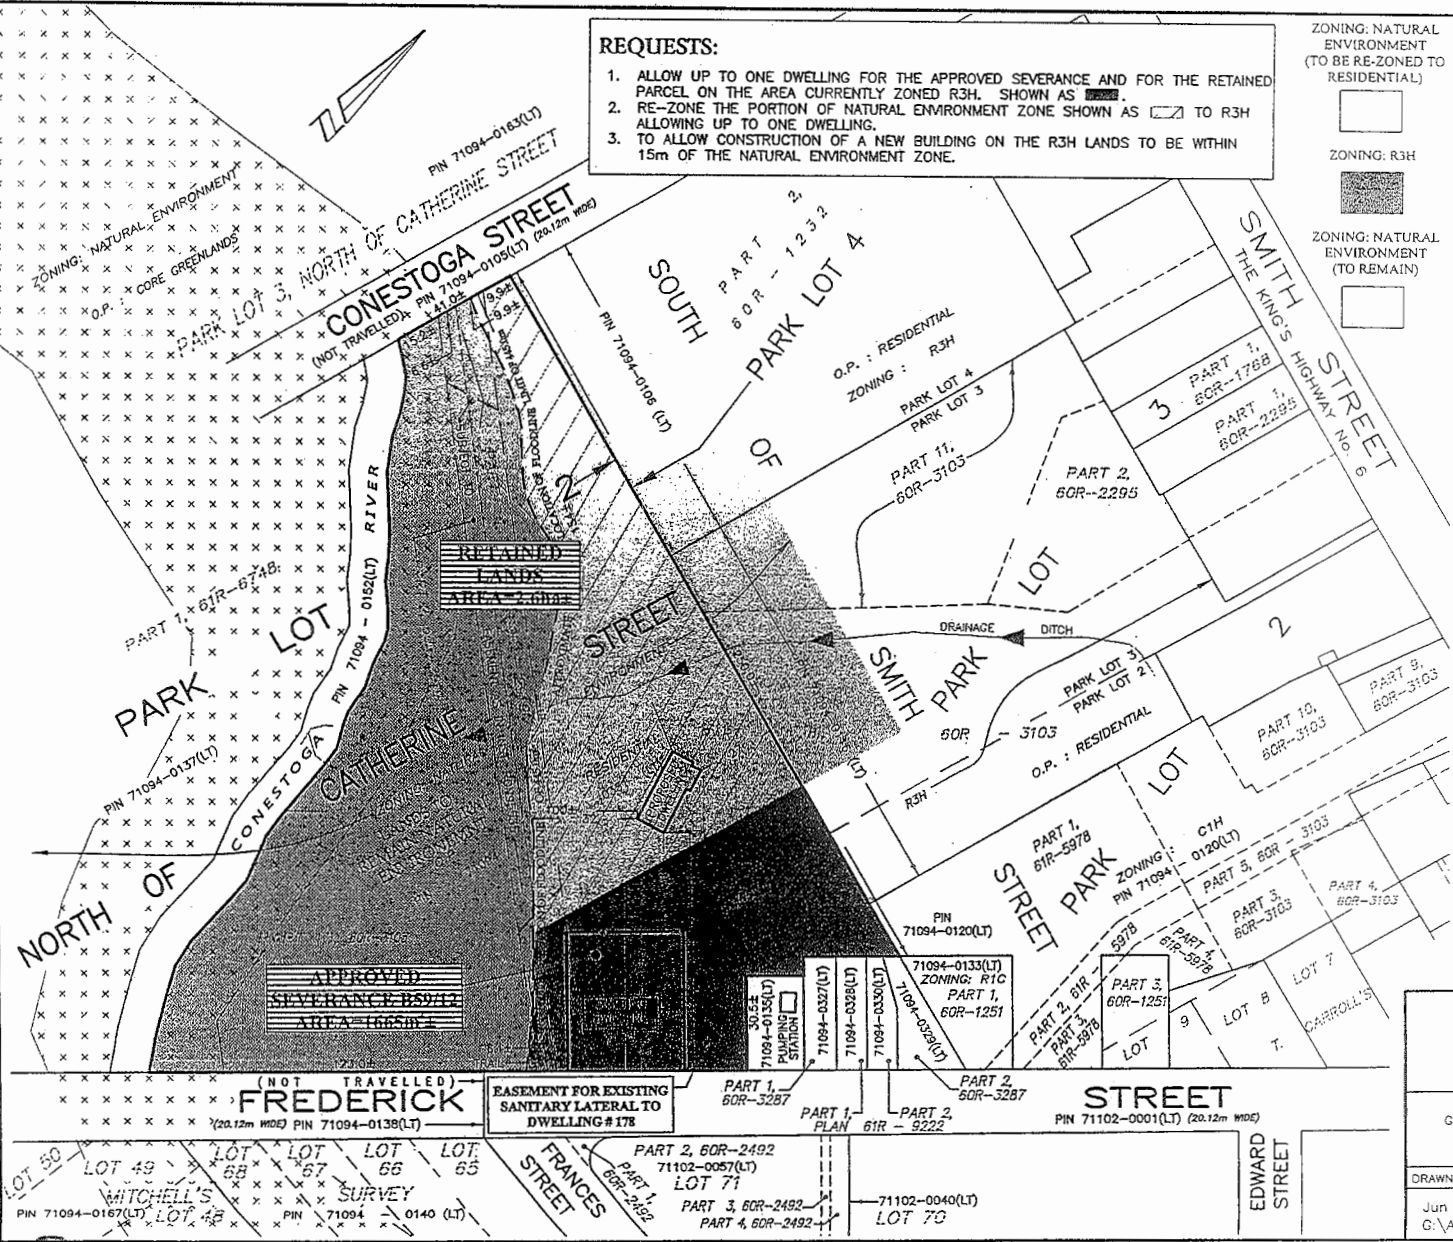 REQUESTS:
1. ALLOW UP TO ONE DWELLING FOR THE APPROVED SEVERANCE AND FOR THE RETAINED
PARCEL ON THE AREA CURRENTLY ZONED R3H. SHOWN AS
2. RE-ZONE THE PORTION OF NATURAL ENVIRONMENT ZONE SHOWN AS TO R3H
ALLOWING UP TO ONE DWELLING.
3. TO ALLOW CONSTRUCTION OF A NEW BUILDING ON THE R3H LANDS TO BE WITHIN
15m OF THE NATURAL ENVIRONMENT ZONE.
ZONING: NATURAL
ENVIRONMENT
(TO BE RE-ZONED TO
RESIDENTIAL)
ZONING: R3H
ZONING: NATURAL
ENVIRONMENT
(TO REMAIN)
PIN 71094-0163(LT)
ZONING: NATURAL ENVIRONMENT
O.P. : CORE GREENLANDS
PARK LOT 3, NORTH OF CATHERINE STREET
CONESTOGA STREET
(NOT TRAVELLED)
PIN 71094-0105(LT) (20.12m WIDE)
41.0±
9.9±
9.9±
PIN 71094-0106 (LT)
SOUTH
PART 2,
60R - 1232
PARK LOT 4
O.P. : RESIDENTIAL
ZONING : R3H
PARK LOT 4
PARK LOT 3
OF
PART 11,
60R-3103
PART 2,
60R-2295
3
PART 1,
60R-1768
PART 1,
60R-2295
SMITH STREET
THE KING'S HIGHWAY No. 6
2
LOCATION OF FLOODLINE
RETAINED
LANDS
AREA=2.6ha±
STREET
PART 1, 61R-6748
PARK LOT
CONESTOGA RIVER
PIN 71094 - 0152(LT)
PIN 71094-0137(LT)
CATHERINE
LANDS TO
REMAIN NATURAL
ENVIRONMENT
NORTH OF
DRAINAGE DITCH
SMITH
PARK LOT
60R - 3103
PARK LOT 3
PARK LOT 2
O.P. : RESIDENTIAL
R3H
(LT)
2
PART 9,
60R-3103
PART 10,
60R-3103
LOT
PARK
STREET
PART 1,
61R-5978
C1H
ZONING :
PIN 71094 - 0120(LT)
PART 5, 60R 3103
PART 3,
60R-3103
PART 4,
60R-3103
PART 4,
61R-5978
PART 2, 61R 5978
PART 3,
61R-5978
PIN
71094-0120(LT)
APPROVED
SEVERANCE B59/12
AREA=1665m²±
123.0±
30.5±
71094-0135(LT)
PUMPING
STATION
71094-0327(LT)
71094-0328(LT)
71094-0330(LT)
71094-0329(LT)
71094-0133(LT)
ZONING: R1C
PART 1,
60R-1251
PART 3,
60R-1251
LOT 9
LOT 8
LOT 7
CARROLL'S
T.
(NOT TRAVELLED)
FREDERICK
(20.12m WIDE) PIN 71094-0138(LT)
EASEMENT FOR EXISTING
SANITARY LATERAL TO
DWELLING # 178
PART 1,
60R-3287
PART 1,
PLAN 61R - 9222
PART 2,
PART 2,
60R-3287
STREET
PIN 71102-0001(LT) (20.12m WIDE)
LOT 50
LOT 49
LOT 68
LOT 67
LOT 66
LOT 65
MITCHELL'S SURVEY
PIN 71094-0167(LT) LOT 48
PIN 71094 - 0140 (LT)
FRANCES
STREET
PART 1,
60R-2492
PART 2, 60R-2492
71102-0057(LT)
LOT 71
PART 3, 60R-2492
PART 4, 60R-2492
71102-0040(LT)
LOT 70
EDWARD
STREET
G
DRAWN
Jun
G:\A